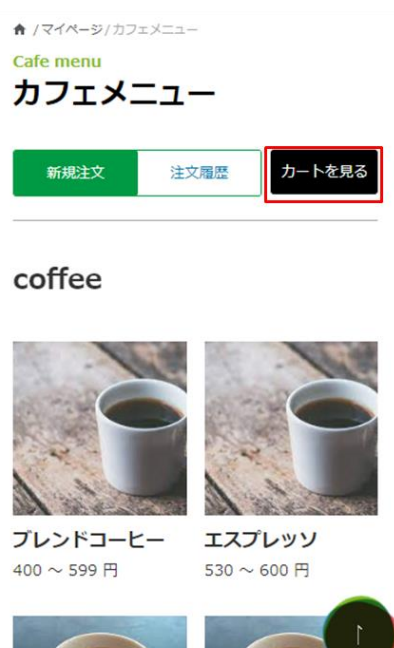 / マイページ / カフェメニュー
Cafe menu
カフェメニュー
新規注文 注文履歴 カートを見る
coffee
ブレンドコーヒー エスプレッソ
400 ～ 599 円 530 ～ 600 円